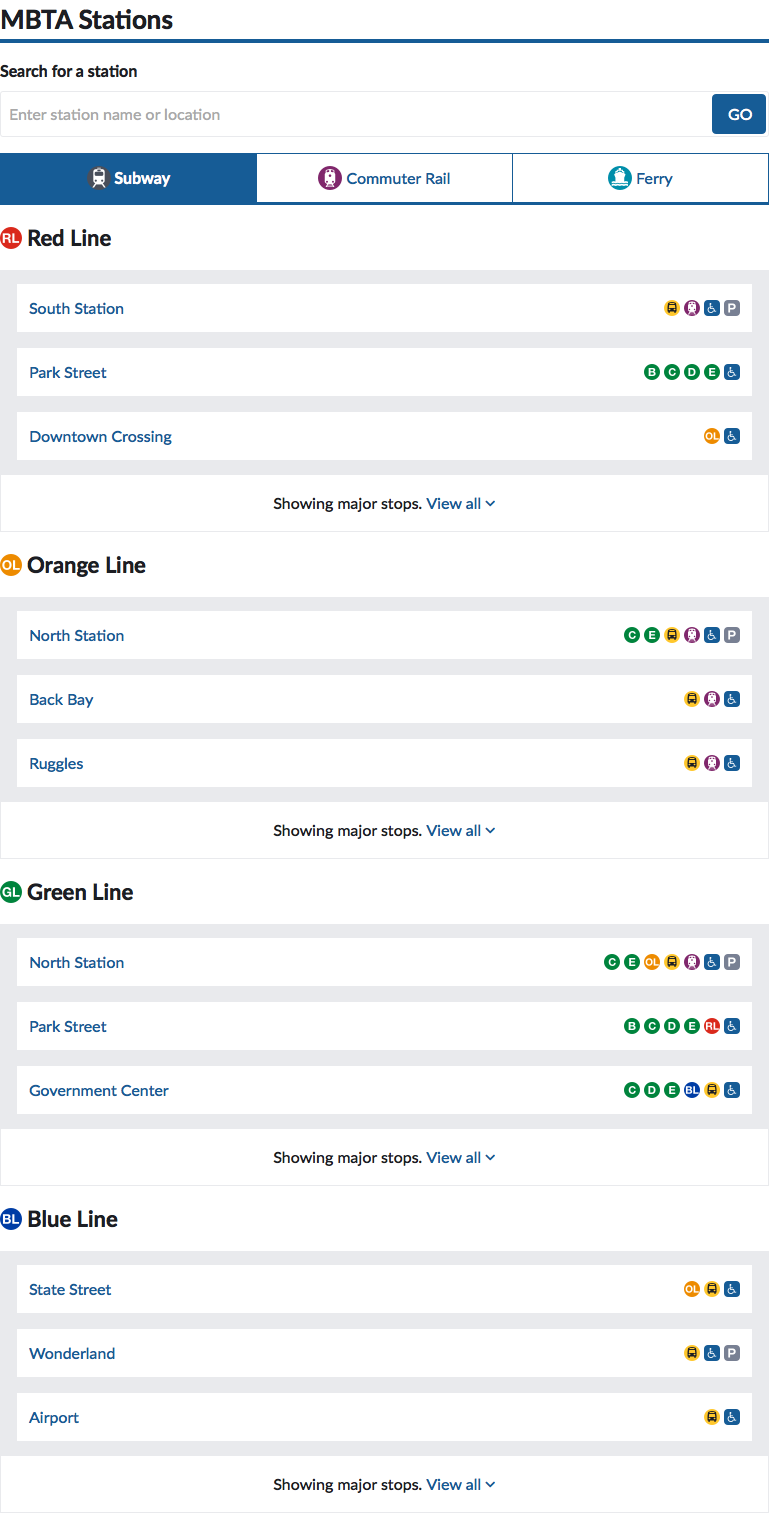 MBTA Stations
Search for a station
Enter station name or location GO
Subway Commuter Rail Ferry
RL Red Line
South Station P
Park Street B C D E
Downtown Crossing OL
Showing major stops. View all
OL Orange Line
North Station C E P
Back Bay
Ruggles
Showing major stops. View all
GL Green Line
North Station C E OL P
Park Street B C D E RL
Government Center C D E BL
Showing major stops. View all
BL Blue Line
State Street OL
Wonderland P
Airport
Showing major stops. View all